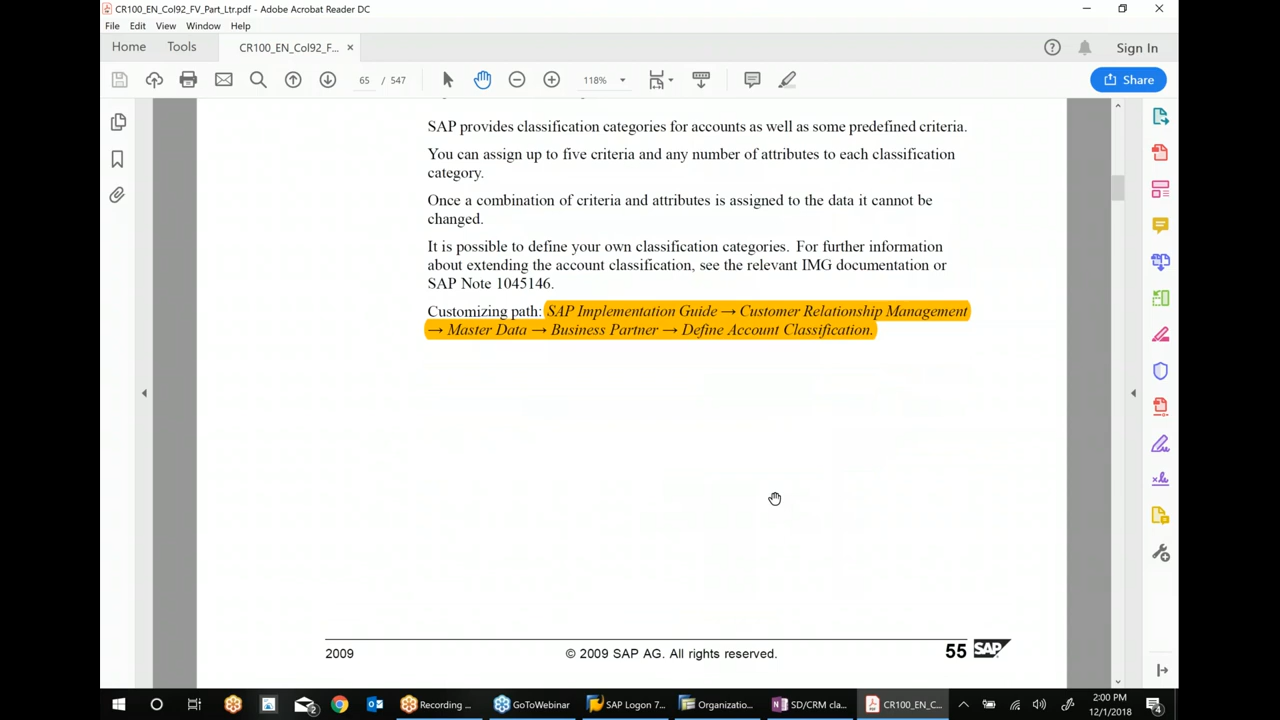 CR100_EN_Col92_FV_Part_Ltr.pdf - Adobe Acrobat Reader DC
File Edit View Window Help
Home Tools CR100_EN_Col92_F... × Sign In
65 / 547 118% Share
SAP provides classification categories for accounts as well as some predefined criteria.
You can assign up to five criteria and any number of attributes to each classification
category.
Once a combination of criteria and attributes is assigned to the data it cannot be
changed.
It is possible to define your own classification categories. For further information
about extending the account classification, see the relevant IMG documentation or
SAP Note 1045146.
Customizing path: SAP Implementation Guide → Customer Relationship Management
→ Master Data → Business Partner → Define Account Classification.
2009 © 2009 SAP AG. All rights reserved. 55 SAP
2 Recording ... GoToWebinar SAP Logon 7... Organizatio... SD/CRM cla... CR100_EN_C... 2:00 PM
12/1/2018 4